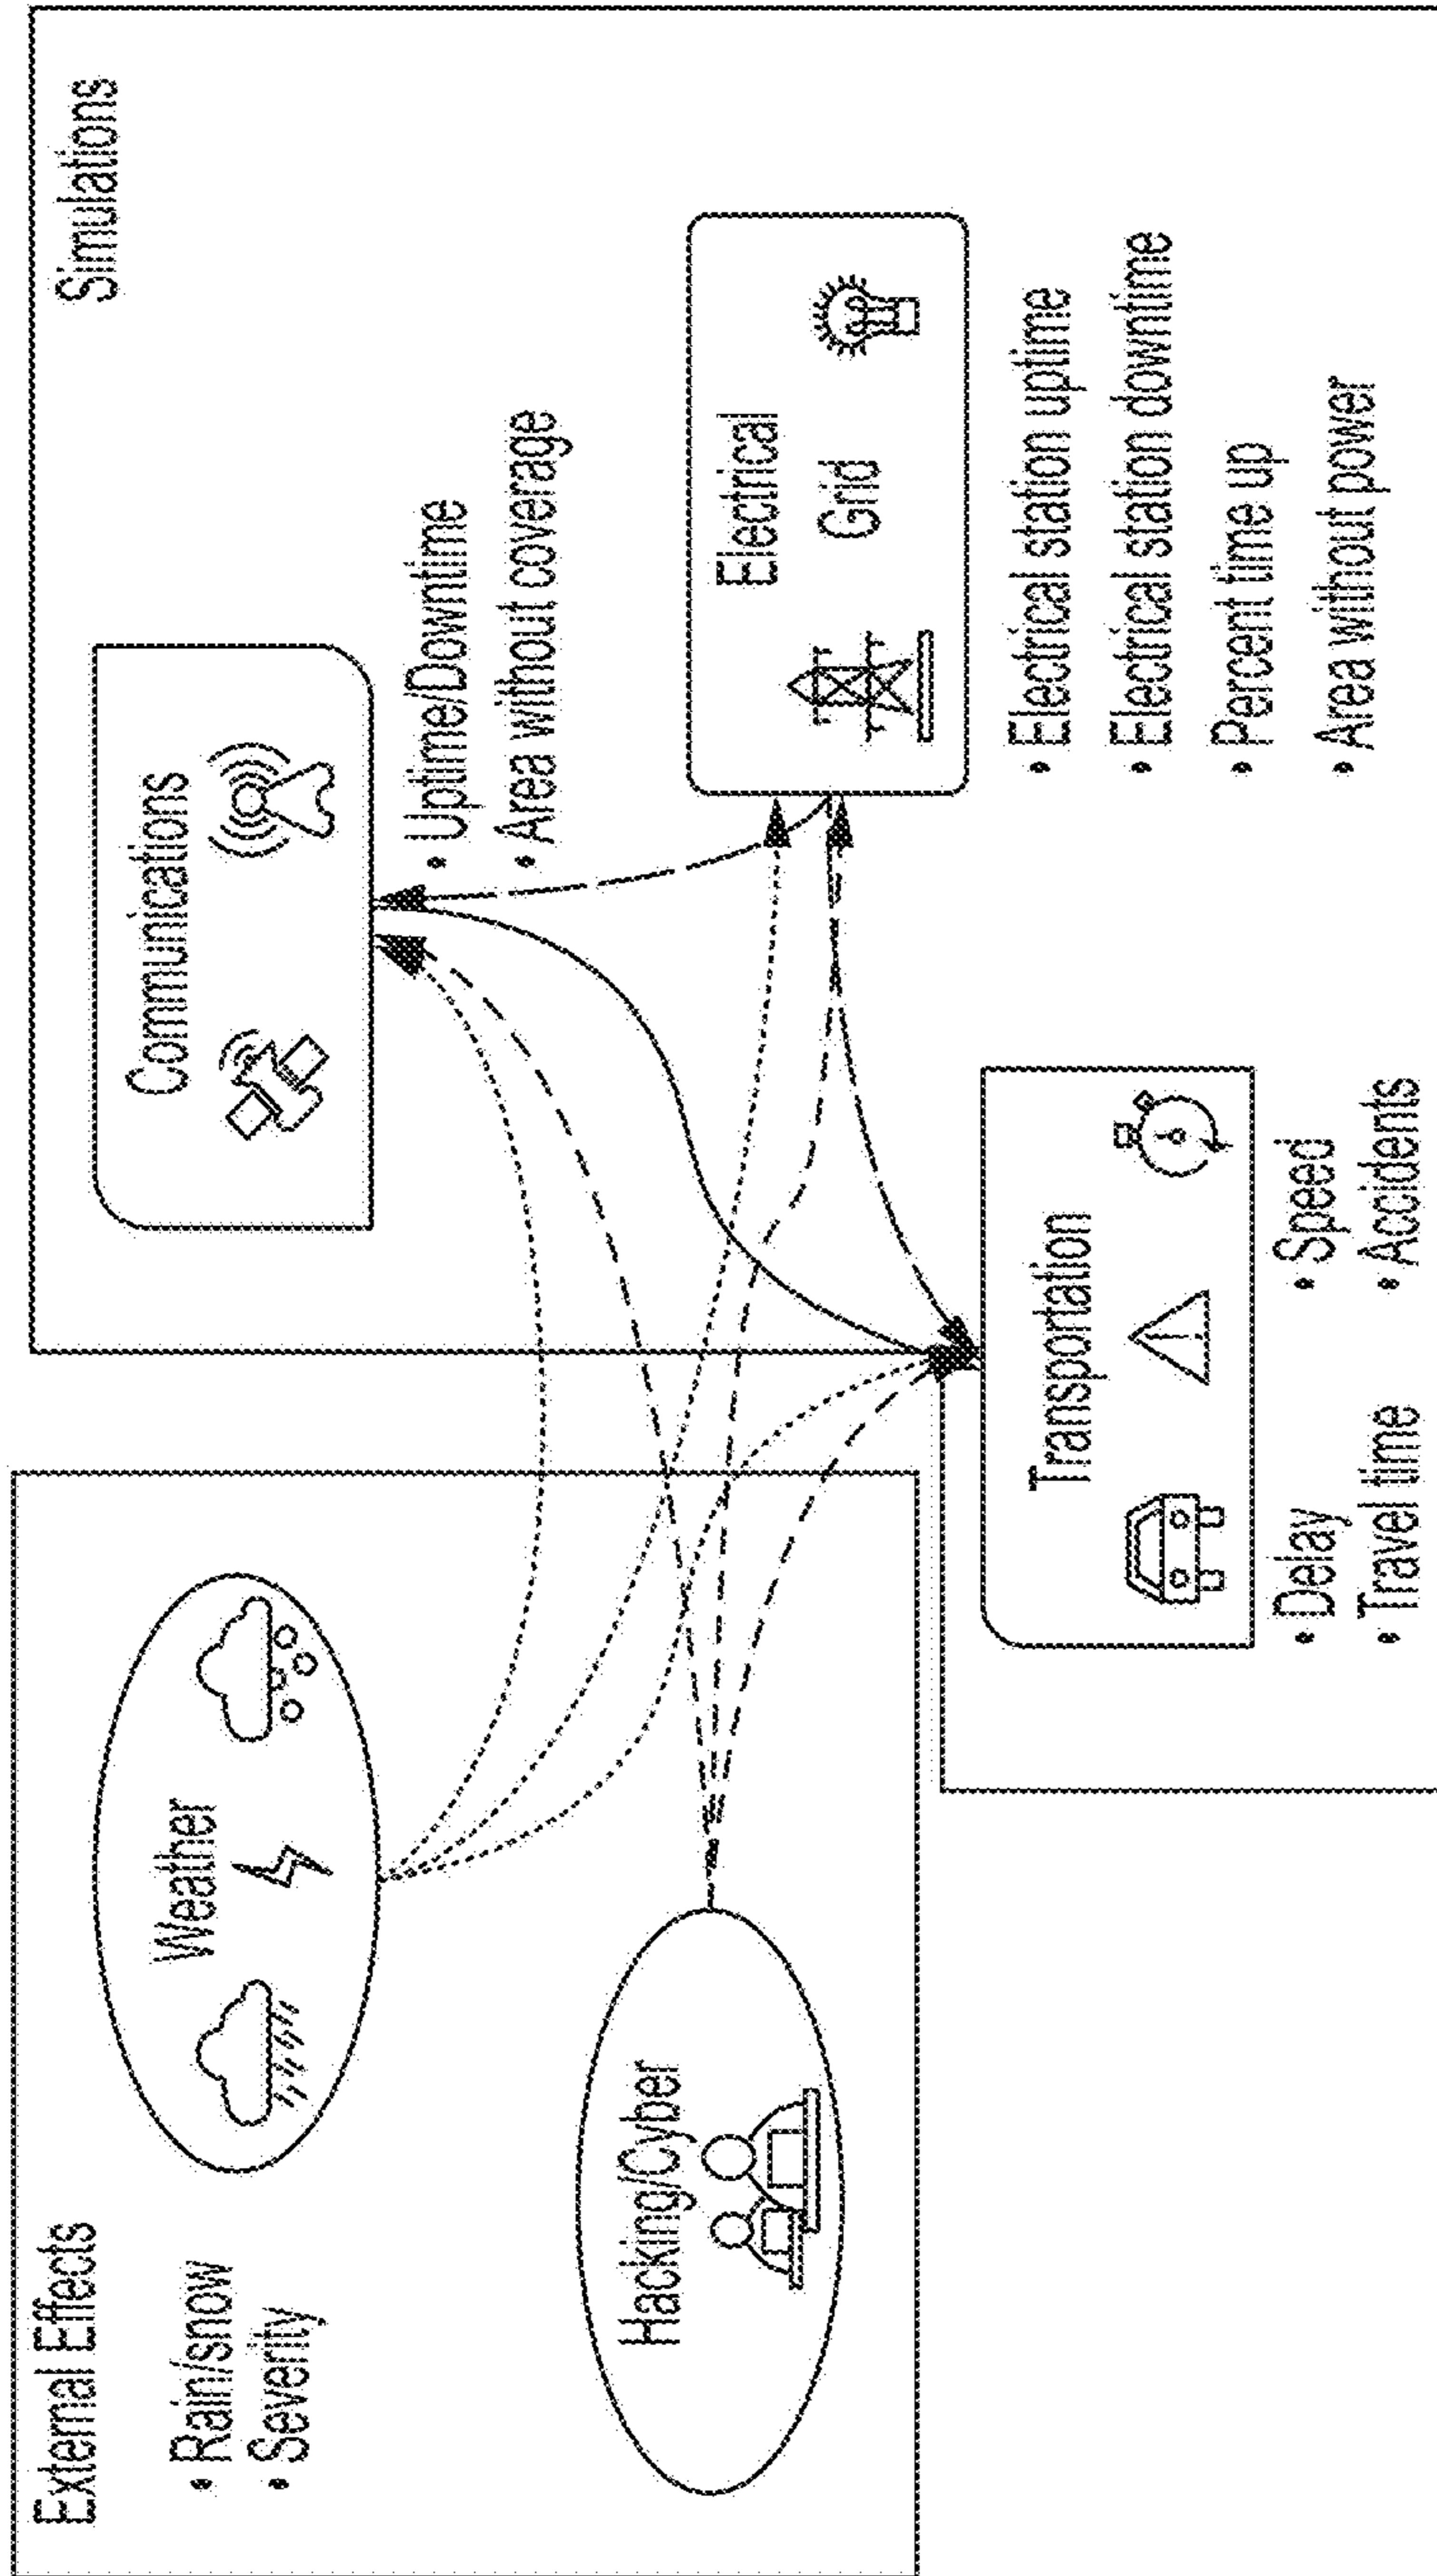 External Effects
• Rain/snow
• Severity
Weather
Hacking/Cyber
Simulations
Communications
• Uptime/Downtime
• Area without coverage
Electrical
Grid
• Electrical station uptime
• Electrical station downtime
• Percent time up
• Area without power
Transportation
• Delay
• Speed
• Travel time
• Accidents